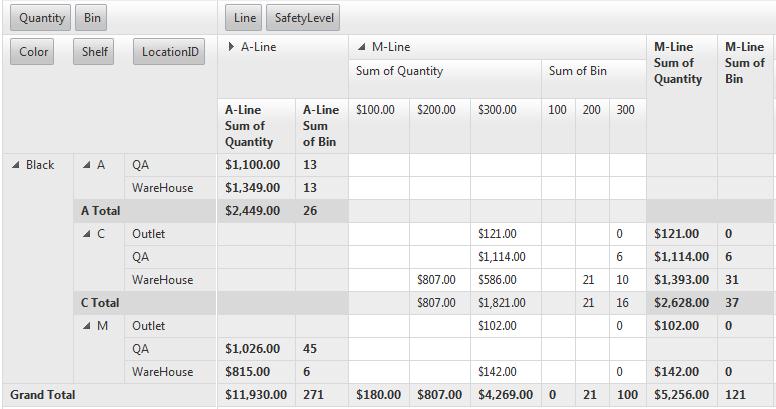 Quantity Bin Line SafetyLevel
Color Shelf LocationID A-Line M-Line M-Line Sum of Quantity M-Line Sum of Bin
Sum of Quantity Sum of Bin
A-Line Sum of Quantity A-Line Sum of Bin $100.00 $200.00 $300.00 100 200 300
Black A QA $1,100.00 13
WareHouse $1,349.00 13
A Total $2,449.00 26
C Outlet $121.00 0 $121.00 0
QA $1,114.00 6 $1,114.00 6
WareHouse $807.00 $586.00 21 10 $1,393.00 31
C Total $807.00 $1,821.00 21 16 $2,628.00 37
M Outlet $102.00 0 $102.00 0
QA $1,026.00 45
WareHouse $815.00 6 $142.00 0 $142.00 0
Grand Total $11,930.00 271 $180.00 $807.00 $4,269.00 0 21 100 $5,256.00 121